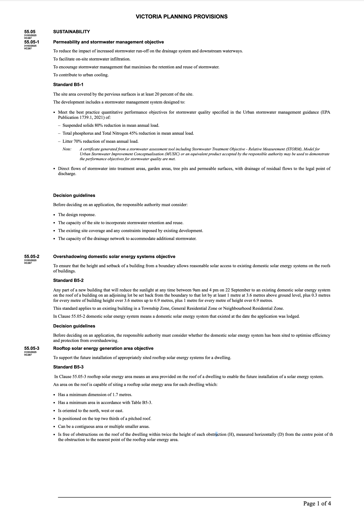 VICTORIA PLANNING PROVISIONS
55.05 SUSTAINABILITY
55.05-1 Permeability and stormwater management objective
To reduce the impact of increased stormwater run-off on the drainage system and downstream waterways.
To facilitate on-site stormwater infiltration.
To encourage stormwater management that maximises the retention and reuse of stormwater.
To contribute to urban cooling.
Standard B5-1
The site area covered by the pervious surfaces is at least 20 percent of the site.
The development includes a stormwater management system designed to:
• Meet the best practice quantitative performance objectives for stormwater quality specified in the Urban stormwater management guidance (EPA
Publication 1739.1, 2021) of:
– Suspended solids 80% reduction in mean annual load.
– Total phosphorus and Total Nitrogen 45% reduction in mean annual load.
– Litter 70% reduction of mean annual load.
Note: A certificate generated from a stormwater assessment tool including Stormwater Treatment Objective - Relative Measurement (STORM), Model for
Urban Stormwater Improvement Conceptualisation (MUSIC) or an equivalent product accepted by the responsible authority may be used to demonstrate
the performance objectives for stormwater quality are met.
• Direct flows of stormwater into treatment areas, garden areas, tree pits and permeable surfaces, with drainage of residual flows to the legal point of
discharge.
Decision guidelines
Before deciding on an application, the responsible authority must consider:
• The design response.
• The capacity of the site to incorporate stormwater retention and reuse.
• The existing site coverage and any constraints imposed by existing development.
• The capacity of the drainage network to accommodate additional stormwater.
55.05-2 Overshadowing domestic solar energy systems objective
To ensure that the height and setback of a building from a boundary allows reasonable solar access to existing domestic solar energy systems on the roofs
of buildings.
Standard B5-2
Any part of a new building that will reduce the sunlight at any time between 9am and 4 pm on 22 September to an existing domestic solar energy system
on the roof of a building on an adjoining lot be set back from the boundary to that lot by at least 1 metre at 3.6 metres above ground level, plus 0.3 metres
for every metre of building height over 3.6 metres up to 6.9 metres, plus 1 metre for every metre of height over 6.9 metres.
This standard applies to an existing building in a Township Zone, General Residential Zone or Neighbourhood Residential Zone.
In Clause 55.05-2 domestic solar energy system means a domestic solar energy system that existed at the date the application was lodged.
Decision guidelines
Before deciding on an application, the responsible authority must consider whether the domestic solar energy system has been sited to optimise efficiency
and protection from overshadowing.
55.05-3 Rooftop solar energy generation area objective
To support the future installation of appropriately sited rooftop solar energy systems for a dwelling.
Standard B5-3
In Clause 55.05-3 rooftop solar energy area means an area provided on the roof of a dwelling to enable the future installation of a solar energy system.
An area on the roof is capable of siting a rooftop solar energy area for each dwelling which:
• Has a minimum dimension of 1.7 metres.
• Has a minimum area in accordance with Table B5-3.
• Is oriented to the north, west or east.
• Is positioned on the top two thirds of a pitched roof.
• Can be a contiguous area or multiple smaller areas.
• Is free of obstructions on the roof of the dwelling within twice the height of each obstruction (H), measured horizontally (D) from the centre point of th
the obstruction to the nearest point of the rooftop solar energy area.
Page 1 of 4